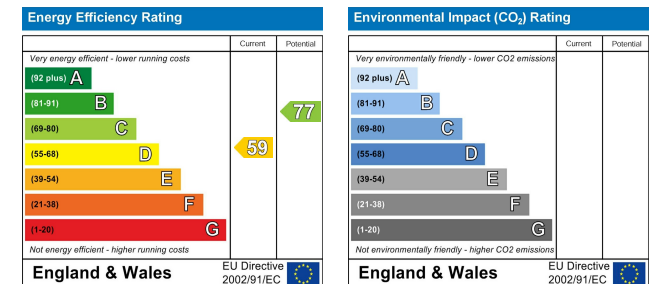 Energy Efficiency Rating
Current Potential
Very energy efficient - lower running costs
(92 plus) A
(81-91) B
(69-80) C
(55-68) D
(39-54) E
(21-38) F
(1-20) G
59
77
Not energy efficient - higher running costs
England & Wales
EU Directive
2002/91/EC
Environmental Impact (CO2) Rating
Current Potential
Very environmentally friendly - lower CO2 emissions
(92 plus) A
(81-91) B
(69-80) C
(55-68) D
(39-54) E
(21-38) F
(1-20) G
Not environmentally friendly - higher CO2 emissions
England & Wales
EU Directive
2002/91/EC